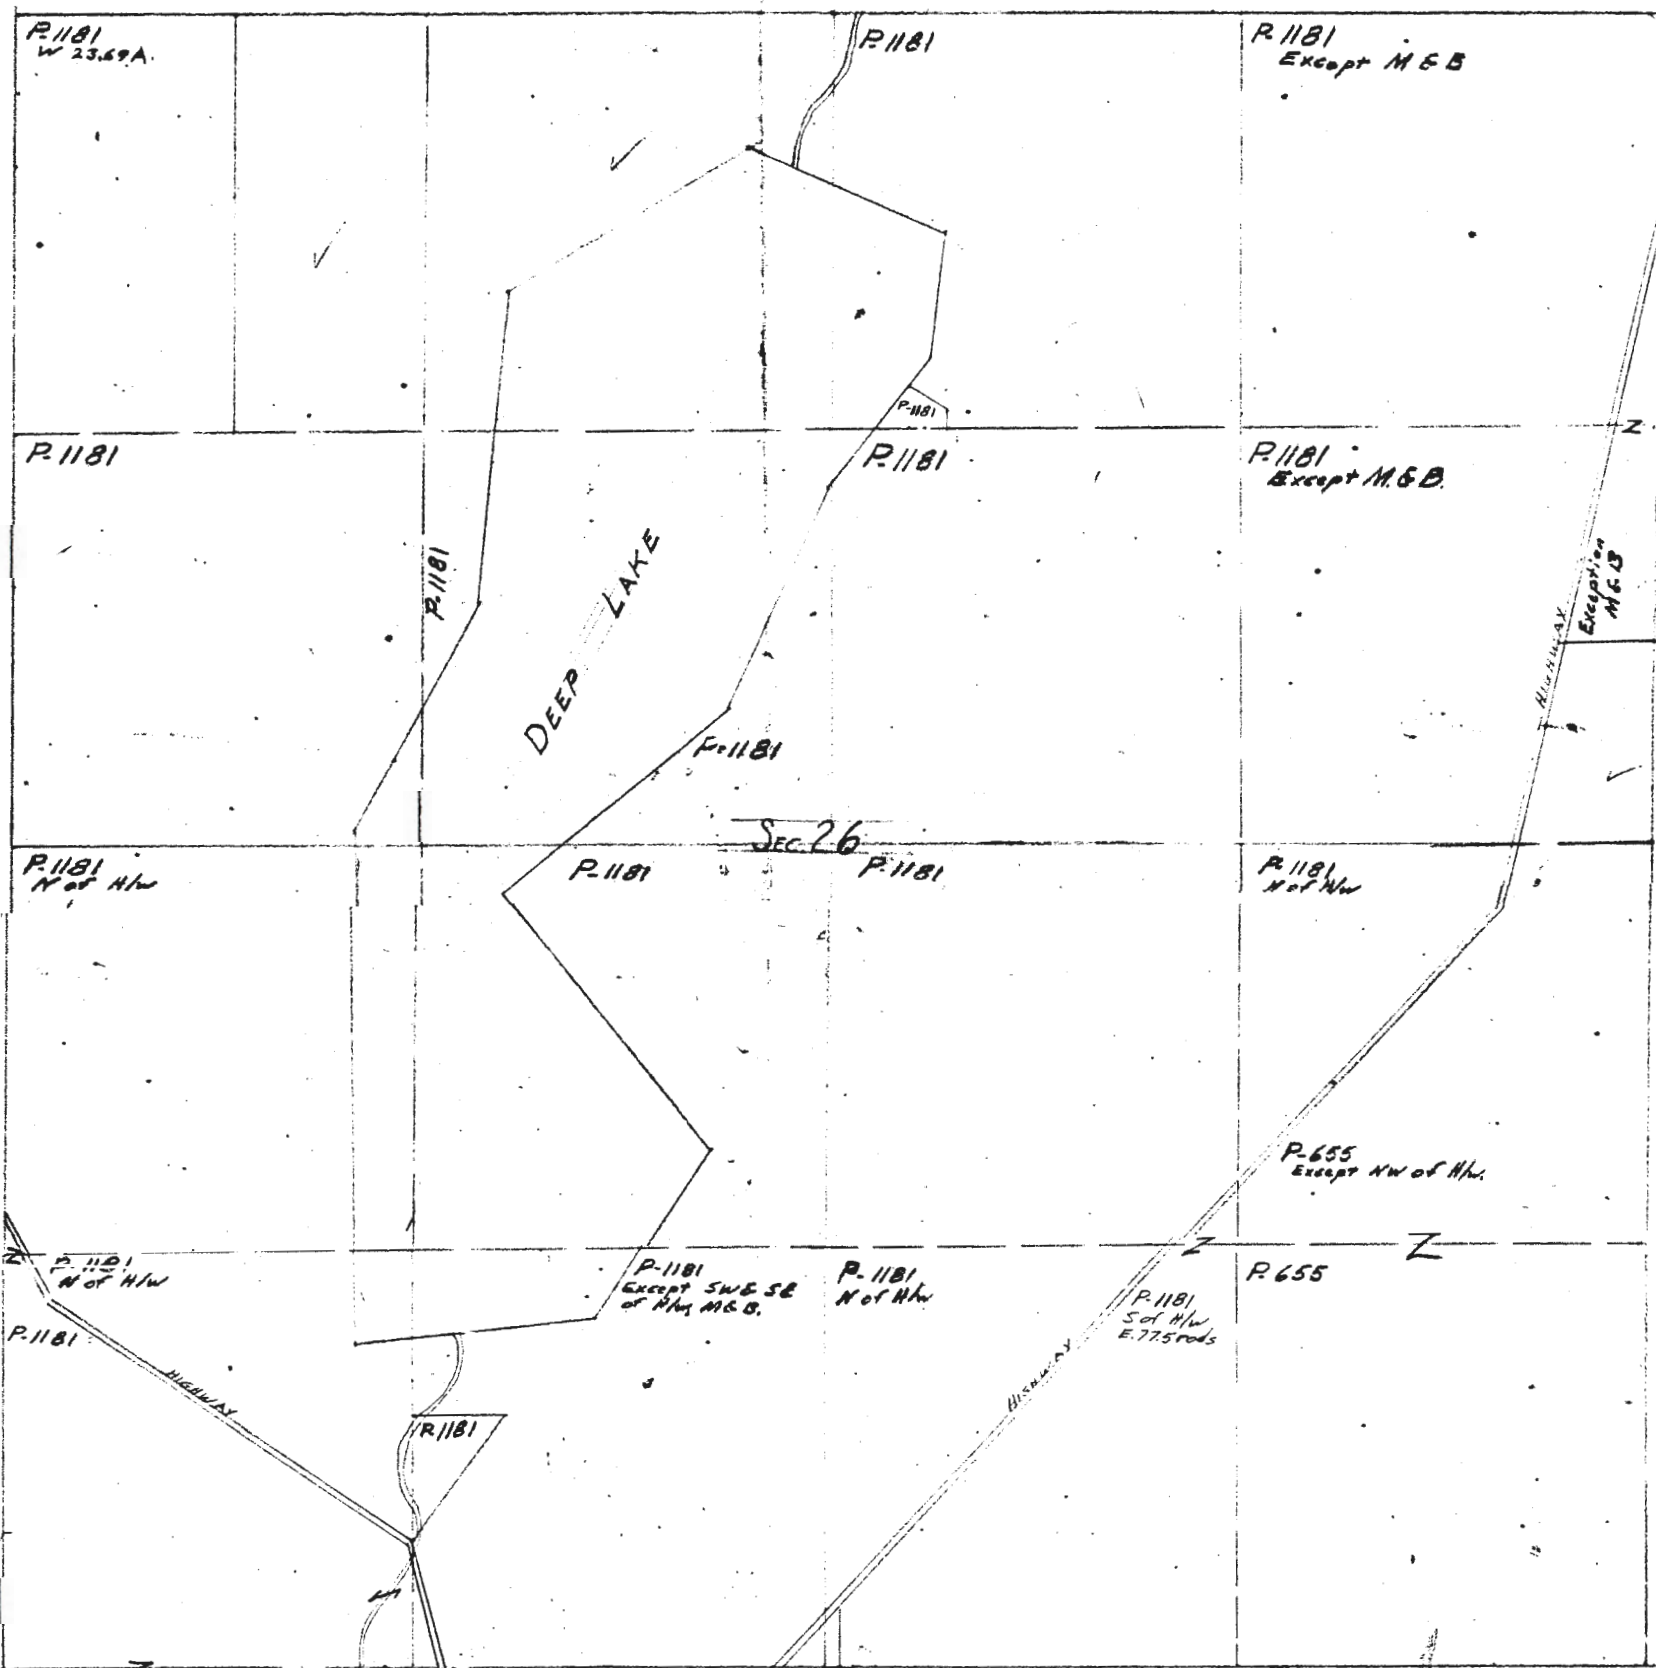 P-1181
W 23.69 A.
P-1181
P-1181
Except M & B
P-1181
P-1181
P-1181
P-1181
Except M. & B.
Z
P-1181
DEEP LAKE
Exception
M & B
HIGHWAY
P-1181
SEC. 26
P-1181
N of H/w
P-1181
P-1181
P-1181
N of H/w
P-655
Except NW of H/w.
Z
P-1181
N of H/w
P-1181
Except SW & SE
of H/w, M & B.
P-1181
N of H/w
Z
Z
P-655
P-1181
P-1181
S of H/w
E. 77.5 rods
HIGHWAY
HIGHWAY
P-1181